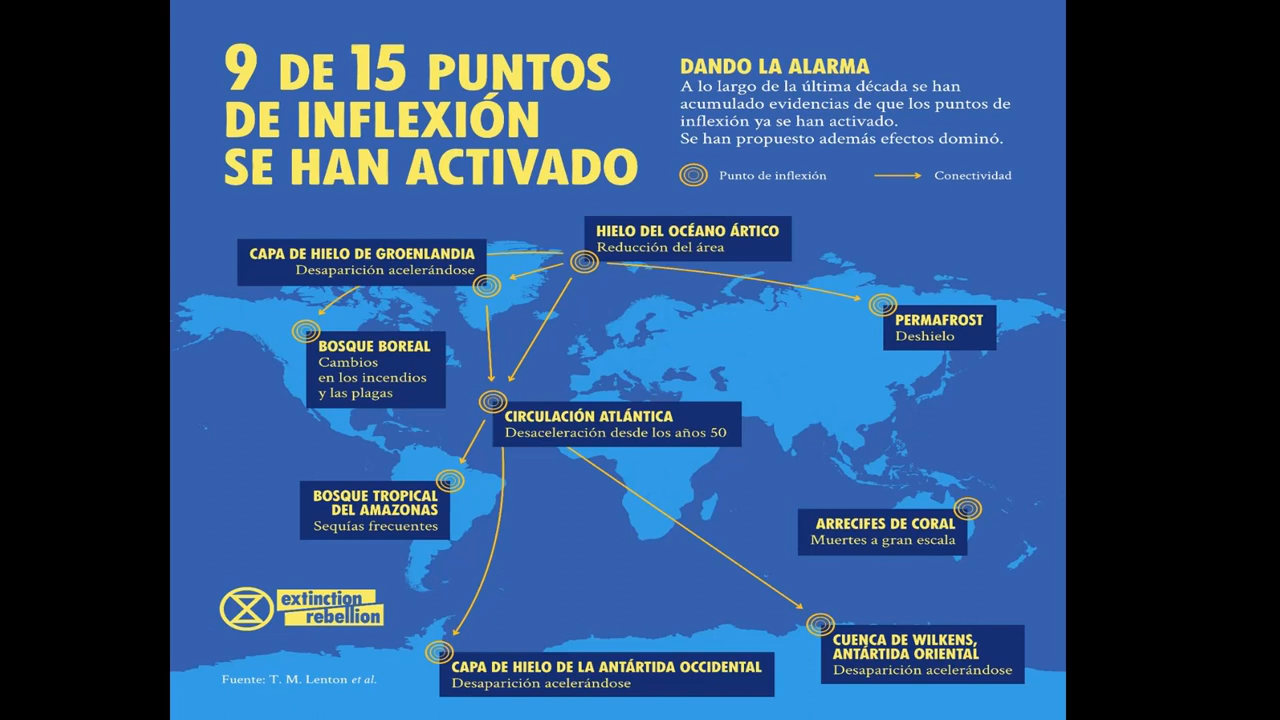 9 DE 15 PUNTOS
DE INFLEXIÓN
SE HAN ACTIVADO
DANDO LA ALARMA
A lo largo de la última década se han
acumulado evidencias de que los puntos de
inflexión ya se han activado.
Se han propuesto además efectos dominó.
Punto de inflexión
Conectividad
HIELO DEL OCÉANO ÁRTICO
Reducción del área
CAPA DE HIELO DE GROENLANDIA
Desaparición acelerándose
PERMAFROST
Deshielo
BOSQUE BOREAL
Cambios
en los incendios
y las plagas
CIRCULACIÓN ATLÁNTICA
Desaceleración desde los años 50
BOSQUE TROPICAL
DEL AMAZONAS
Sequías frecuentes
ARRECIFES DE CORAL
Muertes a gran escala
extinction
rebellion
CUENCA DE WILKENS,
ANTÁRTIDA ORIENTAL
Desaparición acelerándose
CAPA DE HIELO DE LA ANTÁRTIDA OCCIDENTAL
Desaparición acelerándose
Fuente: T. M. Lenton et al.